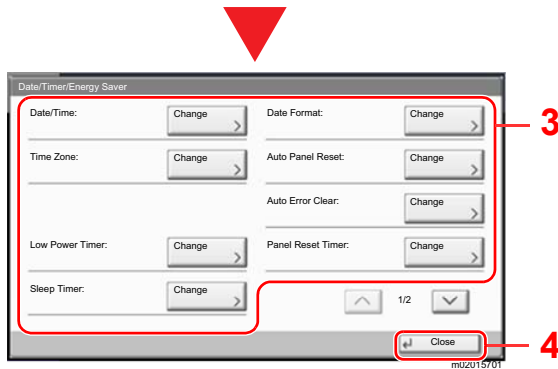 Date/Timer/Energy Saver
Date/Time: Change Date Format: Change
3
Time Zone: Change Auto Panel Reset: Change
Auto Error Clear: Change
Low Power Timer: Change Panel Reset Timer: Change
Sleep Timer: Change 1/2
Close
4
m02015701